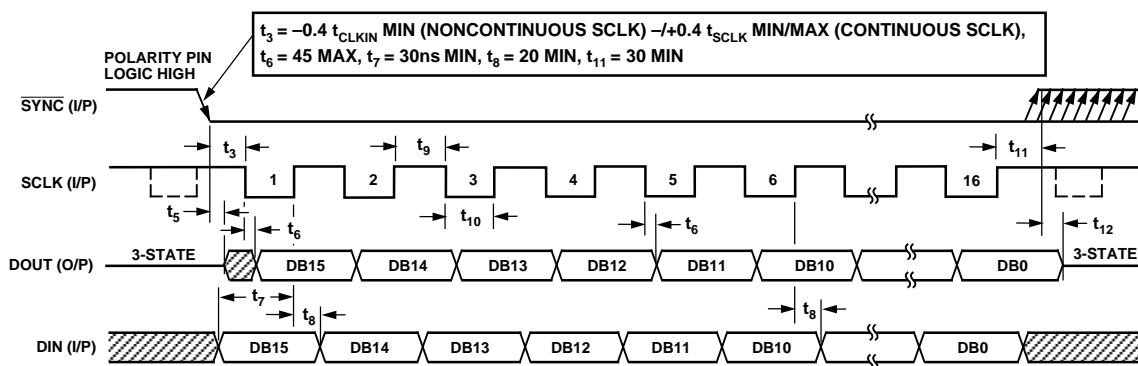 t3 = –0.4 tCLKIN MIN (NONCONTINUOUS SCLK) –/+0.4 tSCLK MIN/MAX (CONTINUOUS SCLK),
t6 = 45 MAX, t7 = 30ns MIN, t8 = 20 MIN, t11 = 30 MIN
POLARITY PIN
LOGIC HIGH
SYNC (I/P)
t3 t9 t11
SCLK (I/P) 1 2 3 4 5 6 16
t5 t6 t10 t6 t12
DOUT (O/P) 3-STATE DB15 DB14 DB13 DB12 DB11 DB10 DB0 3-STATE
t7 t8 t8
DIN (I/P) DB15 DB14 DB13 DB12 DB11 DB10 DB0